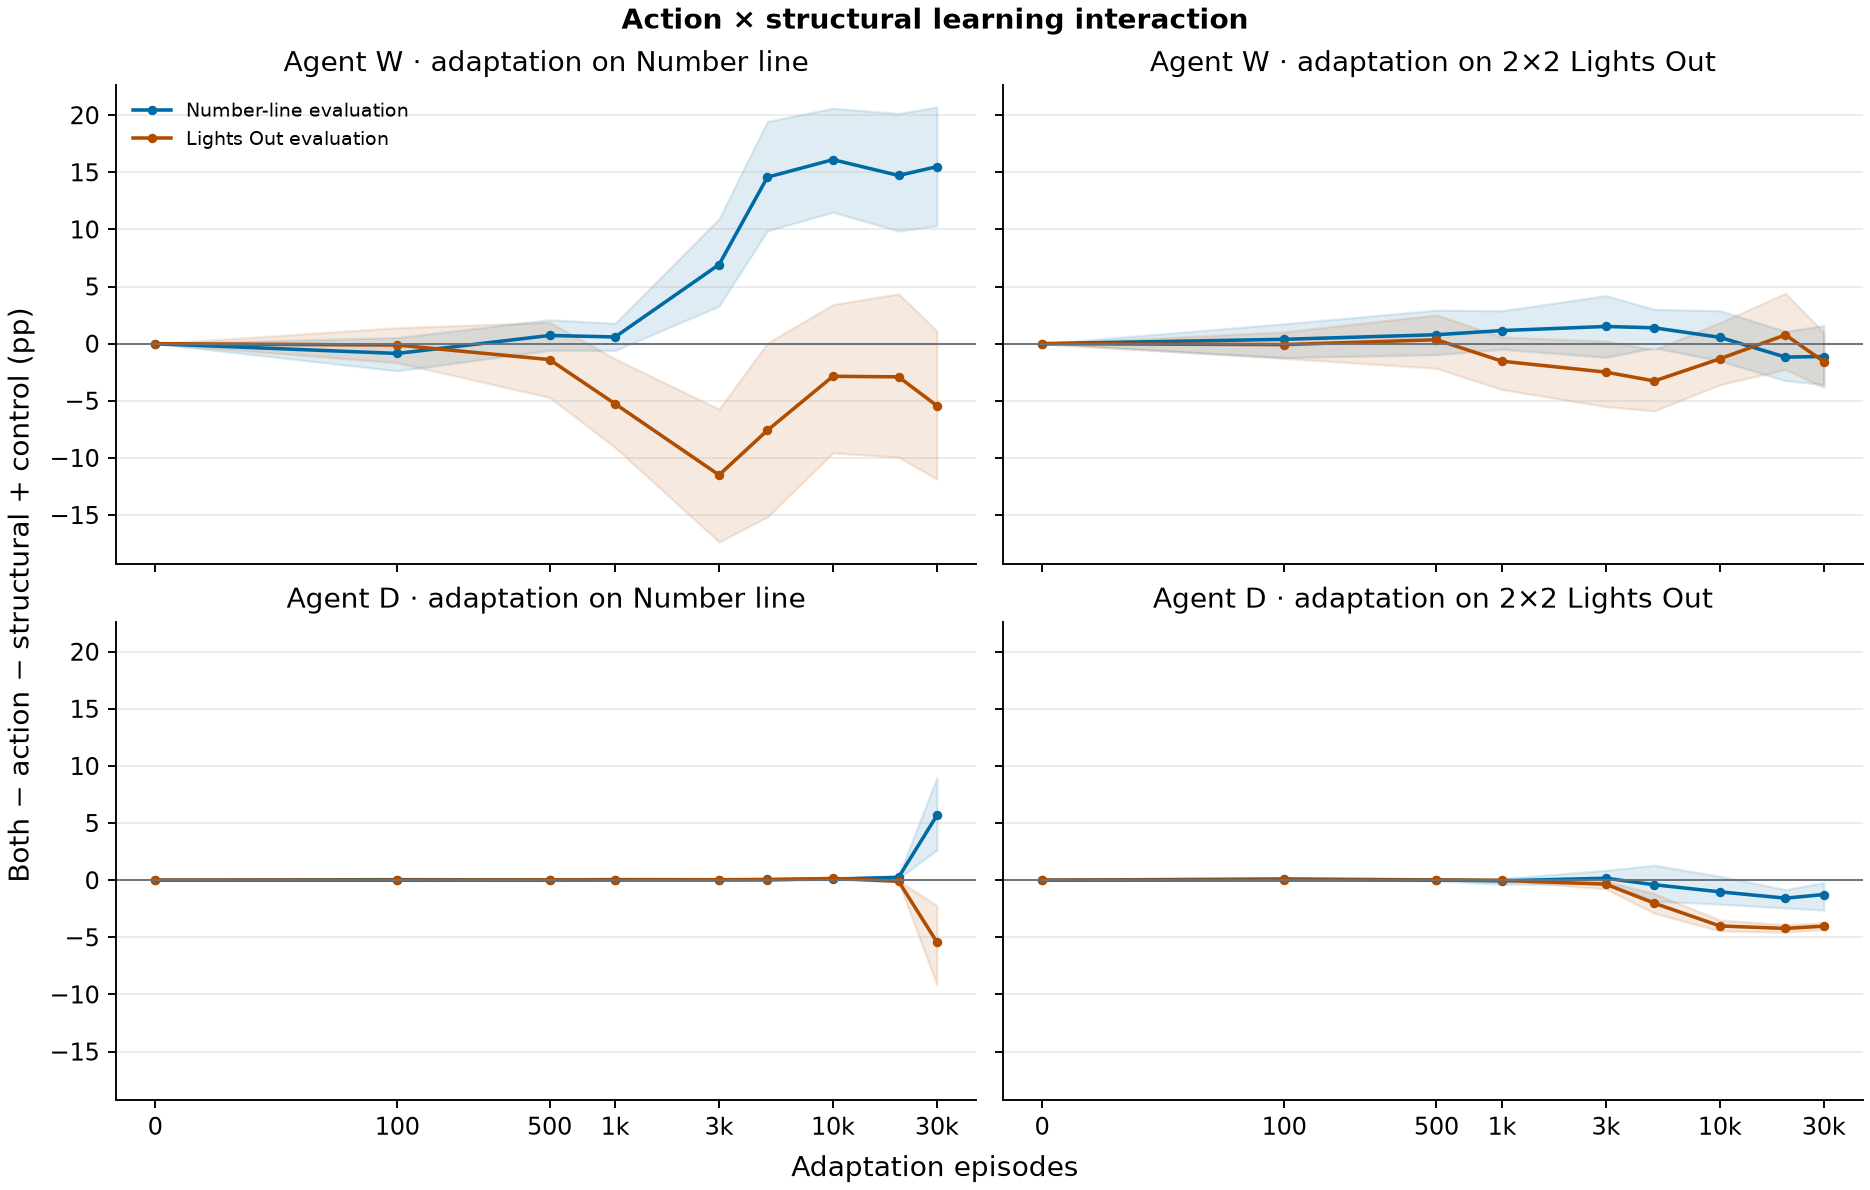 Action × structural learning interaction
Agent W · adaptation on Number line
Agent W · adaptation on 2×2 Lights Out
Number-line evaluation
Lights Out evaluation
20
15
10
5
0
−5
−10
−15
Both − action − structural + control (pp)
Agent D · adaptation on Number line
Agent D · adaptation on 2×2 Lights Out
20
15
10
5
0
−5
−10
−15
0 100 500 1k 3k 10k 30k
0 100 500 1k 3k 10k 30k
Adaptation episodes